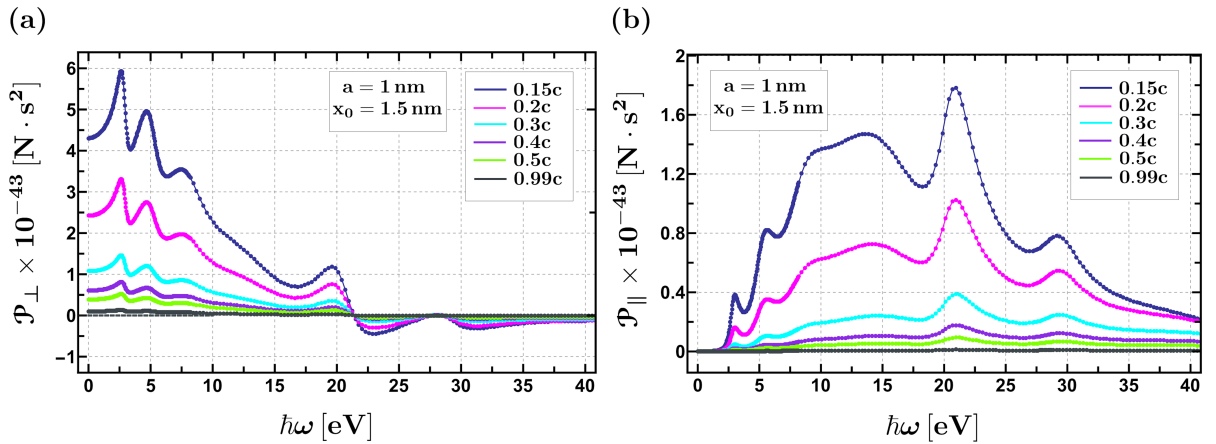 (a)
𝒫⊥ × 10⁻⁴³ [N · s²]
6
5
4
3
2
1
0
−1
a = 1 nm
x₀ = 1.5 nm
0.15c
0.2c
0.3c
0.4c
0.5c
0.99c
0 5 10 15 20 25 30 35 40
ℏω [eV]
(b)
𝒫∥ × 10⁻⁴³ [N · s²]
2
1.6
1.2
0.8
0.4
0
a = 1 nm
x₀ = 1.5 nm
0.15c
0.2c
0.3c
0.4c
0.5c
0.99c
0 5 10 15 20 25 30 35 40
ℏω [eV]